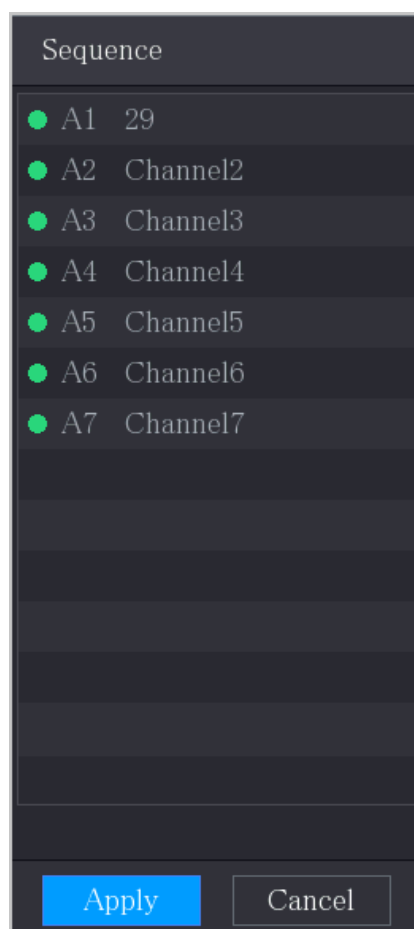 Sequence
A1 29
A2 Channel2
A3 Channel3
A4 Channel4
A5 Channel5
A6 Channel6
A7 Channel7
Apply Cancel